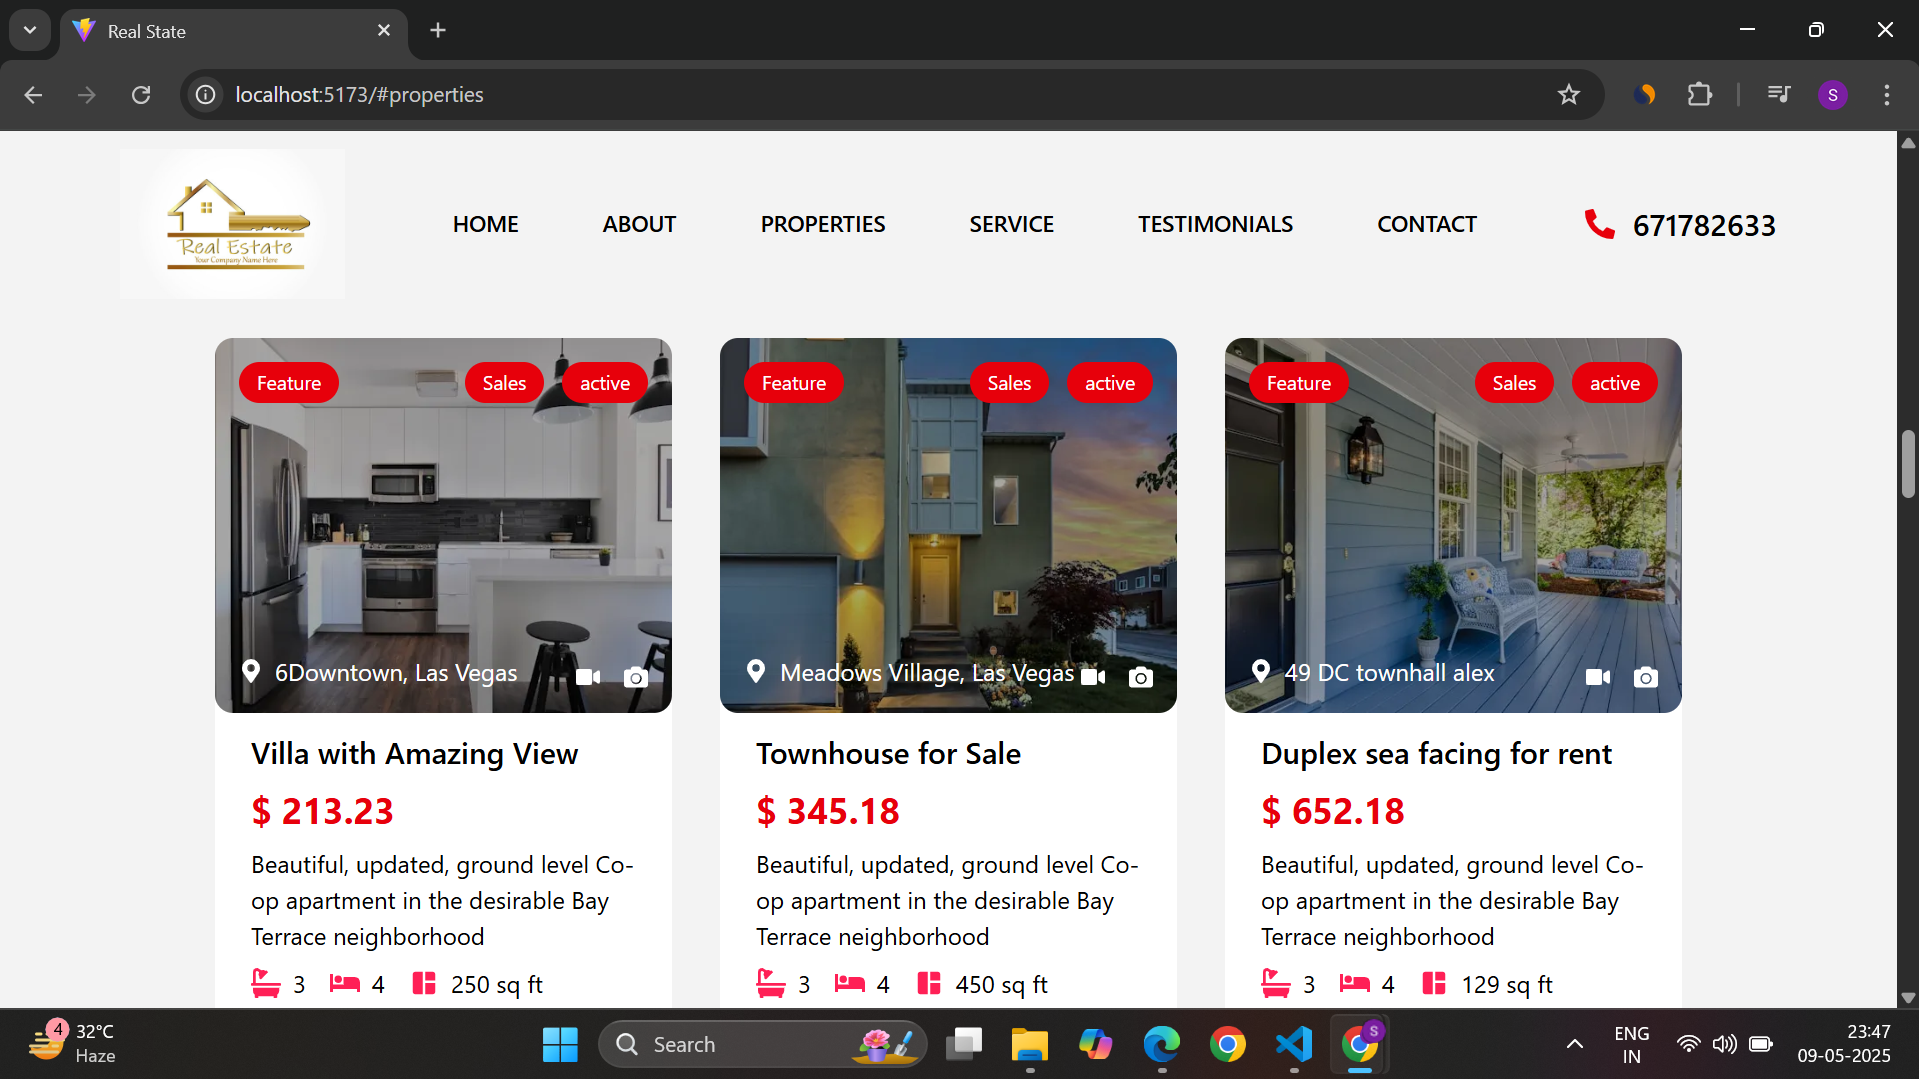 Real State
localhost:5173/#properties
S
Real Estate
Your Company Name Here
HOME
ABOUT
PROPERTIES
SERVICE
TESTIMONIALS
CONTACT
671782633
Feature
Sales
active
6Downtown, Las Vegas
Villa with Amazing View
$ 213.23
Beautiful, updated, ground level Co-
op apartment in the desirable Bay
Terrace neighborhood
3
4
250 sq ft
Feature
Sales
active
Meadows Village, Las Vegas
Townhouse for Sale
$ 345.18
Beautiful, updated, ground level Co-
op apartment in the desirable Bay
Terrace neighborhood
3
4
450 sq ft
Feature
Sales
active
49 DC townhall alex
Duplex sea facing for rent
$ 652.18
Beautiful, updated, ground level Co-
op apartment in the desirable Bay
Terrace neighborhood
3
4
129 sq ft
4
32°C
Haze
Search
S
ENG
IN
23:47
09-05-2025